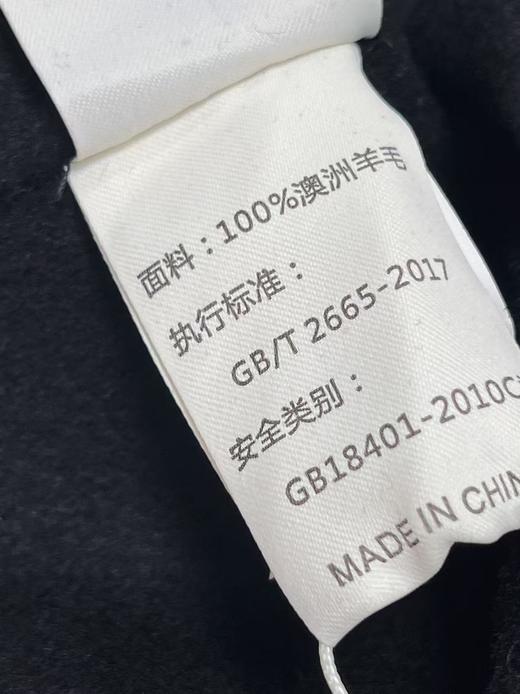 面料：100%澳洲羊毛
执行标准：
GB/T 2665-2017
安全类别：
GB18401-2010C
MADE IN CHIN